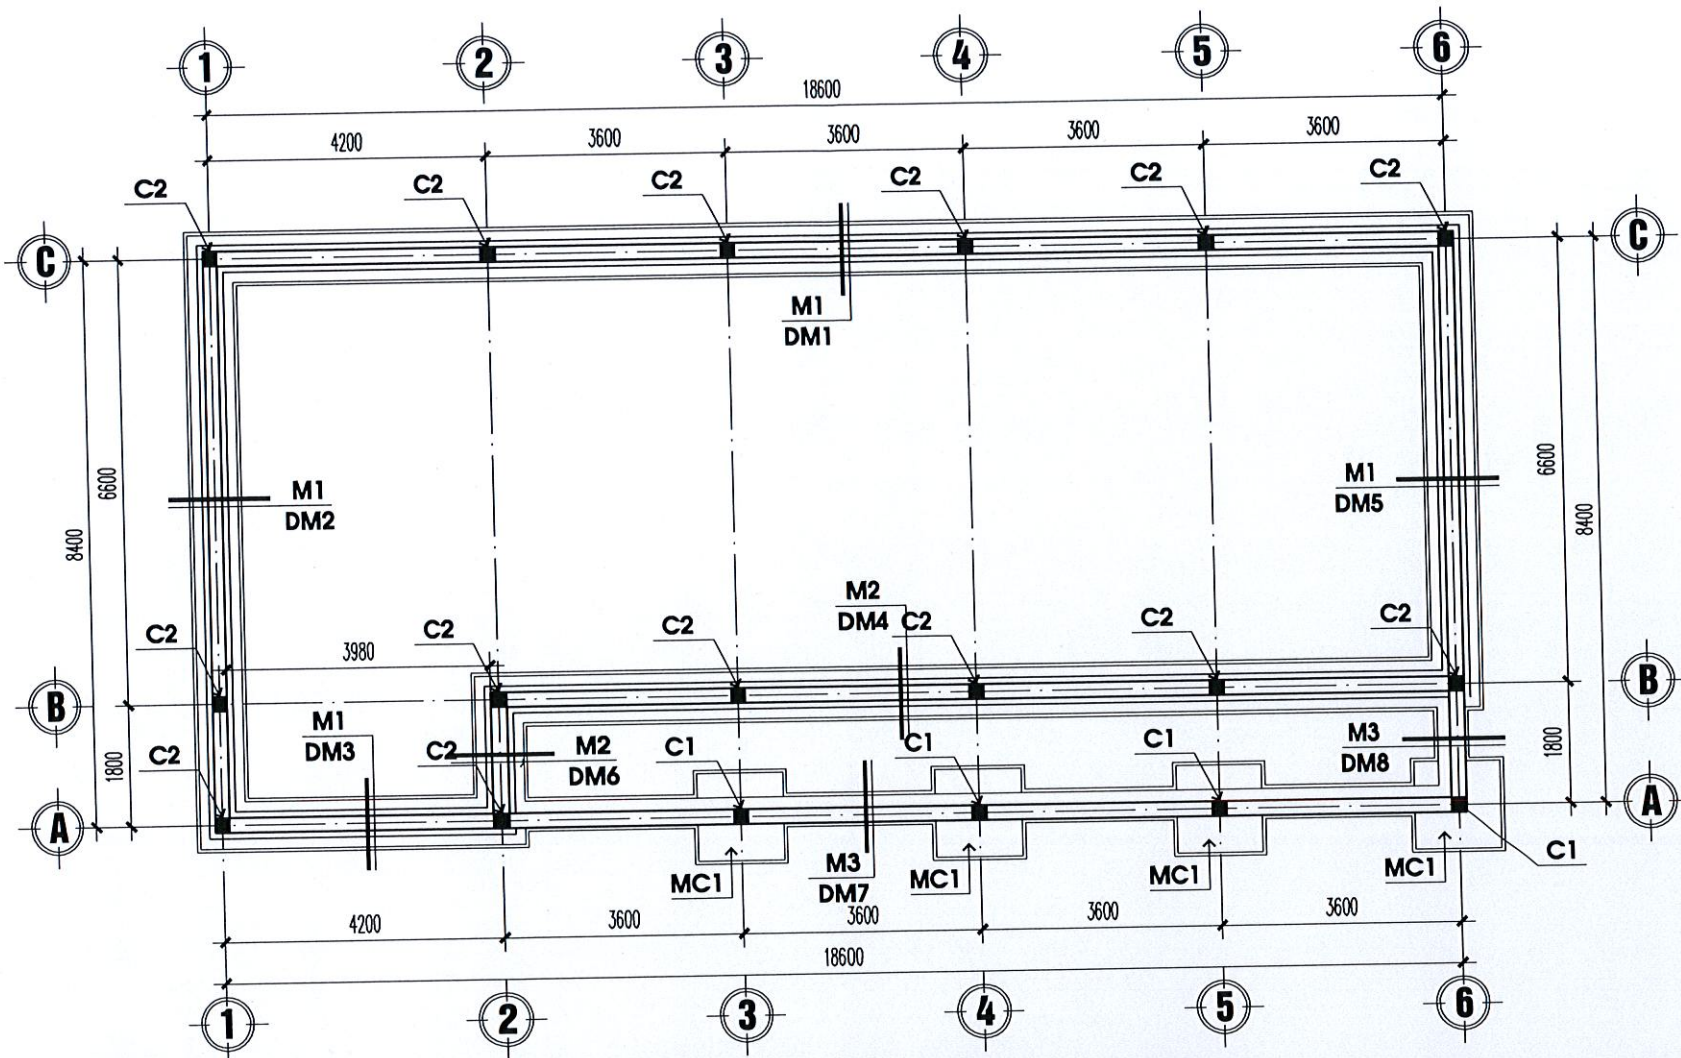 1 2 3 4 5 6
18600
4200 3600 3600 3600 3600
C2 C2 C2 C2 C2 C2
C C
M1
DM1
6600 8400
M1
DM2
M1
DM5
6600 8400
M2
DM4
C2 C2 C2 C2 C2 C2
3980
B B
M1
DM3
C2 C2
M2
DM6
C1 C1 C1
M3
DM8
1800 1800
A A
MC1 MC1 MC1 MC1
M3
DM7
C1
4200 3600 3600 3600 3600
18600
1 2 3 4 5 6